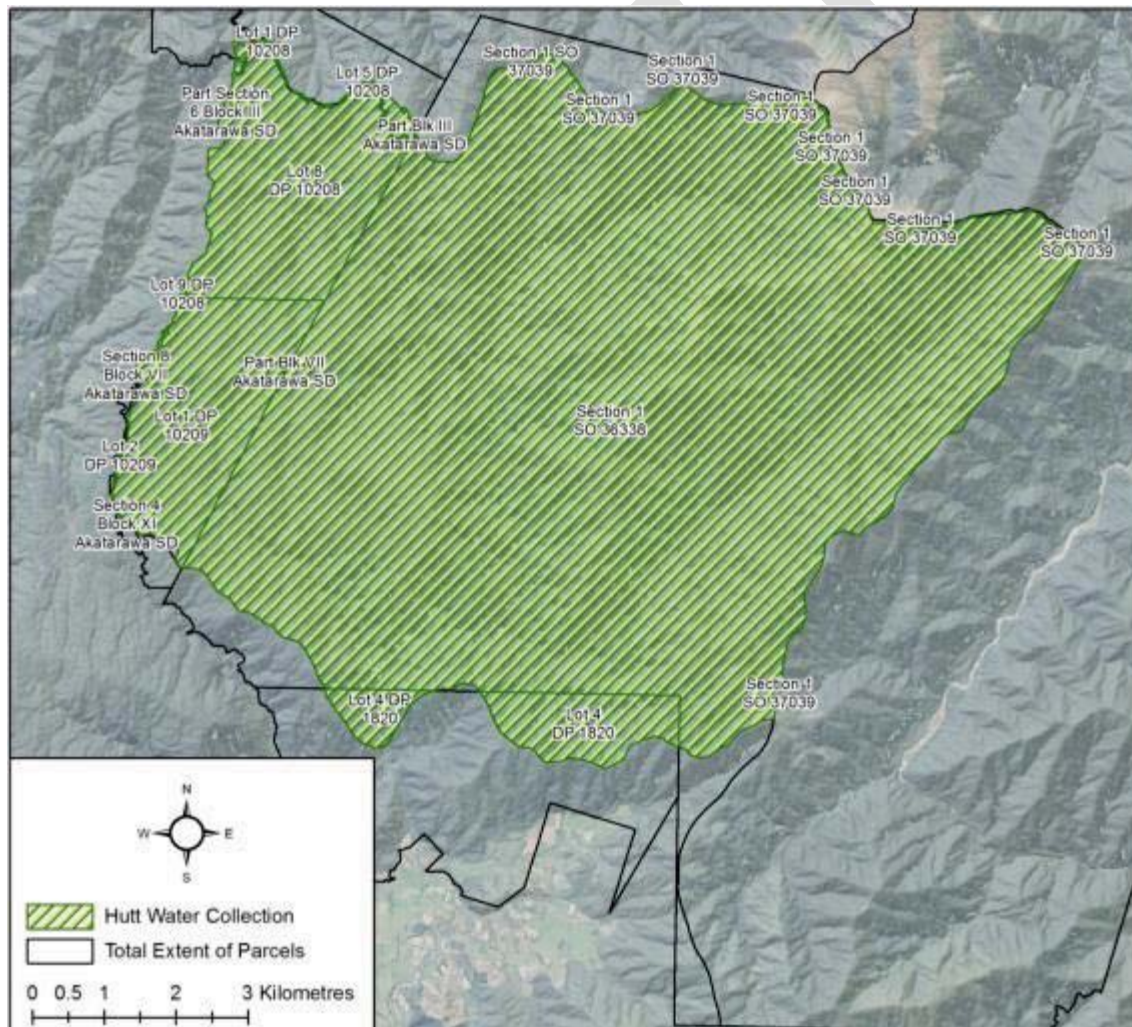 Lot 1 DP
10208
Section 1 SO
37039
Section 1
SO 37039
Lot 5 DP
10208
Part Section
6 Block III
Akatarawa SD
Section 1
SO 37039
Section 1
SO 37039
Part Blk III
Akatarawa SD
Section 1
SO 37039
Lot 8
DP 10208
Section 1
SO 37039
Section 1
SO 37039
Section 1
SO 37039
Lot 9 DP
10208
Section 8
Block VII
Akatarawa SD
Part Blk VII
Akatarawa SD
Lot 1 DP
10209
Section 1
SO 38338
Lot 2
DP 10209
Section 4
Block XI
Akatarawa SD
Lot 4 DP
1820
Lot 4
DP 1820
Section 1
SO 37039
N
W E
S
Hutt Water Collection
Total Extent of Parcels
0 0.5 1 2 3 Kilometres